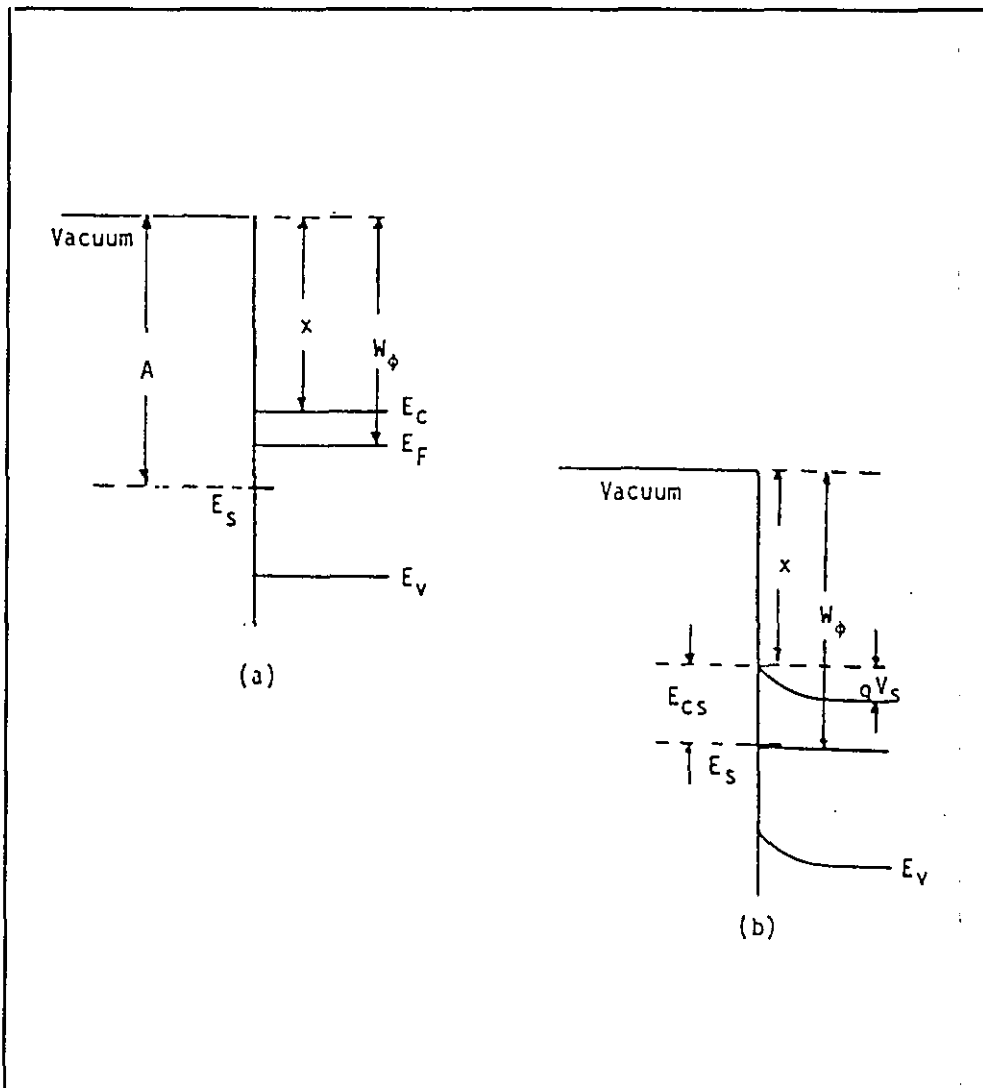 Vacuum
A
x
W_φ
E_C
E_F
E_S
E_V
(a)
Vacuum
x
W_φ
E_CS
qV_S
E_S
E_V
(b)